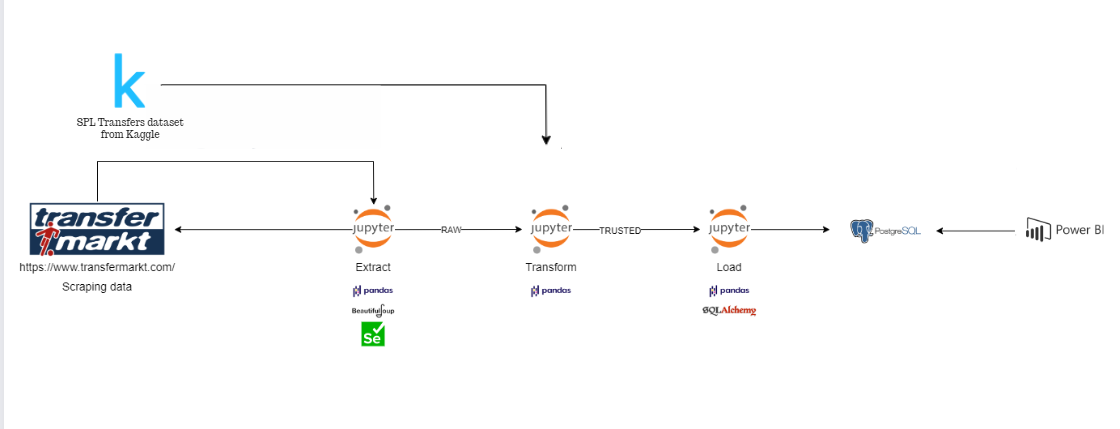 k
SPL Transfers dataset
from Kaggle
transfer
markt
https://www.transfermarkt.com/
Scraping data
jupyter
RAW
jupyter
TRUSTED
jupyter
PostgreSQL
Power BI
Extract
Transform
Load
pandas
pandas
pandas
BeautifulSoup
SQLAlchemy
Se